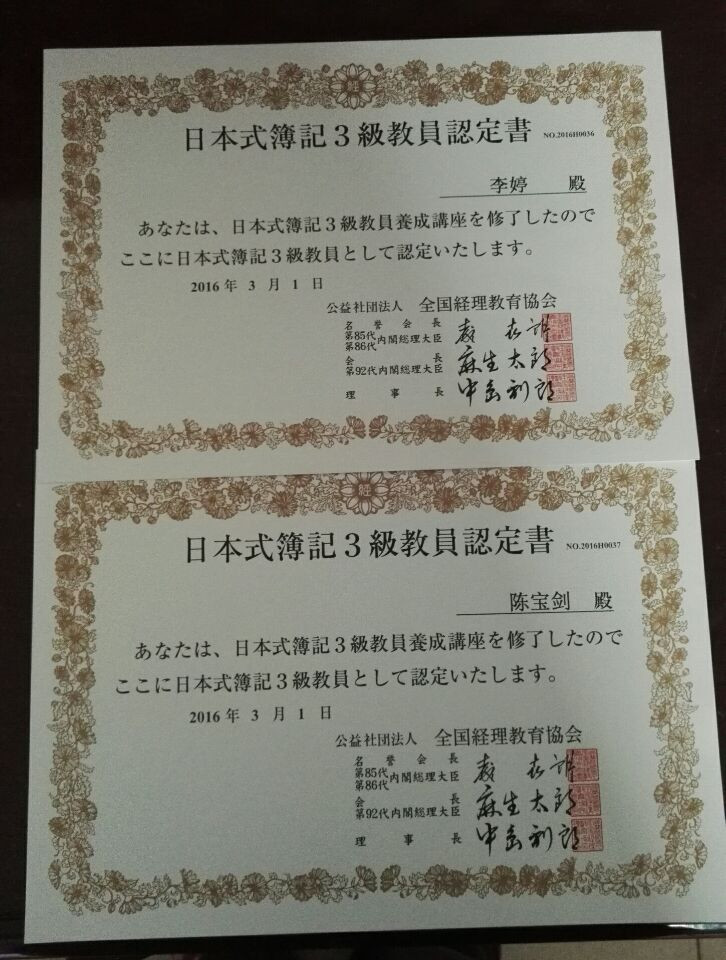 日本式簿記３級教員認定書 NO.2016H0036
李婷 殿
あなたは、日本式簿記３級教員養成講座を修了したので
ここに日本式簿記３級教員として認定いたします。
2016 年 3 月 1 日
公益社団法人 全国経理教育協会
名誉会長
第85代
第86代 内閣総理大臣
会長
第92代内閣総理大臣 麻生太郎
理事長
日本式簿記３級教員認定書 NO.2016H0037
陈宝剑 殿
あなたは、日本式簿記３級教員養成講座を修了したので
ここに日本式簿記３級教員として認定いたします。
2016 年 3 月 1 日
公益社団法人 全国経理教育協会
名誉会長
第85代
第86代 内閣総理大臣
会長
第92代内閣総理大臣 麻生太郎
理事長